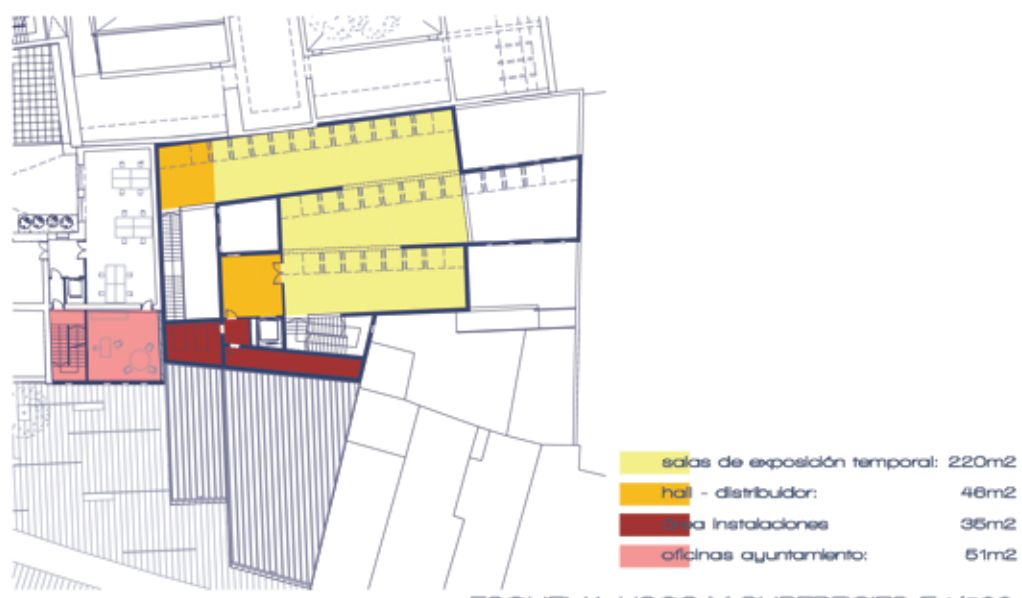 salas de exposición temporal: 220m2
hall - distribuidor: 46m2
área instalaciones 35m2
oficinas ayuntamiento: 51m2